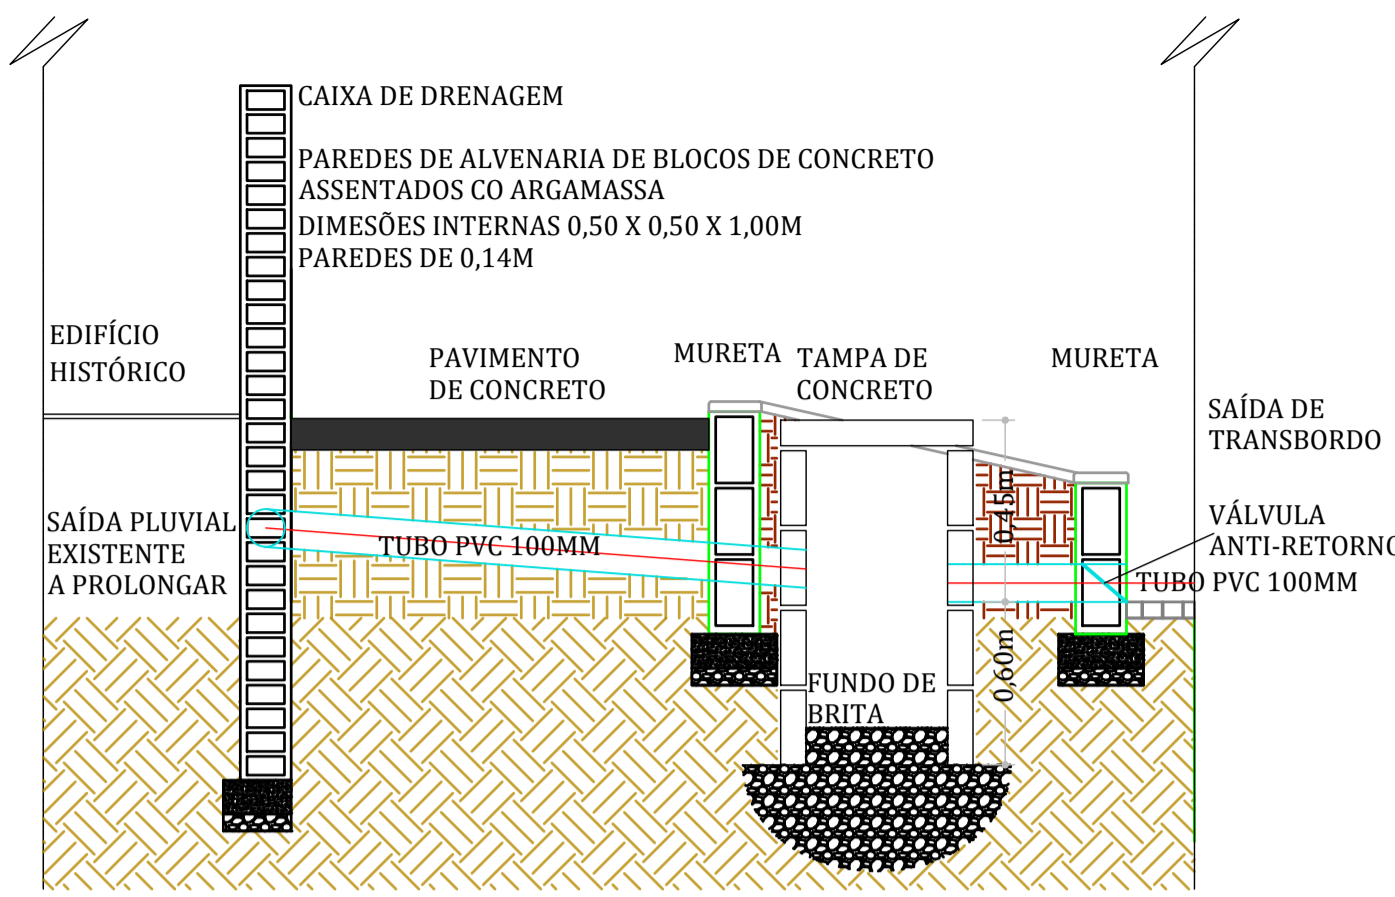 CAIXA DE DRENAGEM
PAREDES DE ALVENARIA DE BLOCOS DE CONCRETO
ASSENTADOS CO ARGAMASSA
DIMESÕES INTERNAS 0,50 X 0,50 X 1,00M
PAREDES DE 0,14M
EDIFÍCIO
HISTÓRICO
PAVIMENTO
DE CONCRETO
MURETA
TAMPA DE
CONCRETO
MURETA
SAÍDA DE
TRANSBORDO
0,45m
SAÍDA PLUVIAL
EXISTENTE
A PROLONGAR
TUBO PVC 100MM
VÁLVULA
ANTI-RETORNO
TUBO PVC 100MM
0,60m
FUNDO DE
BRITA